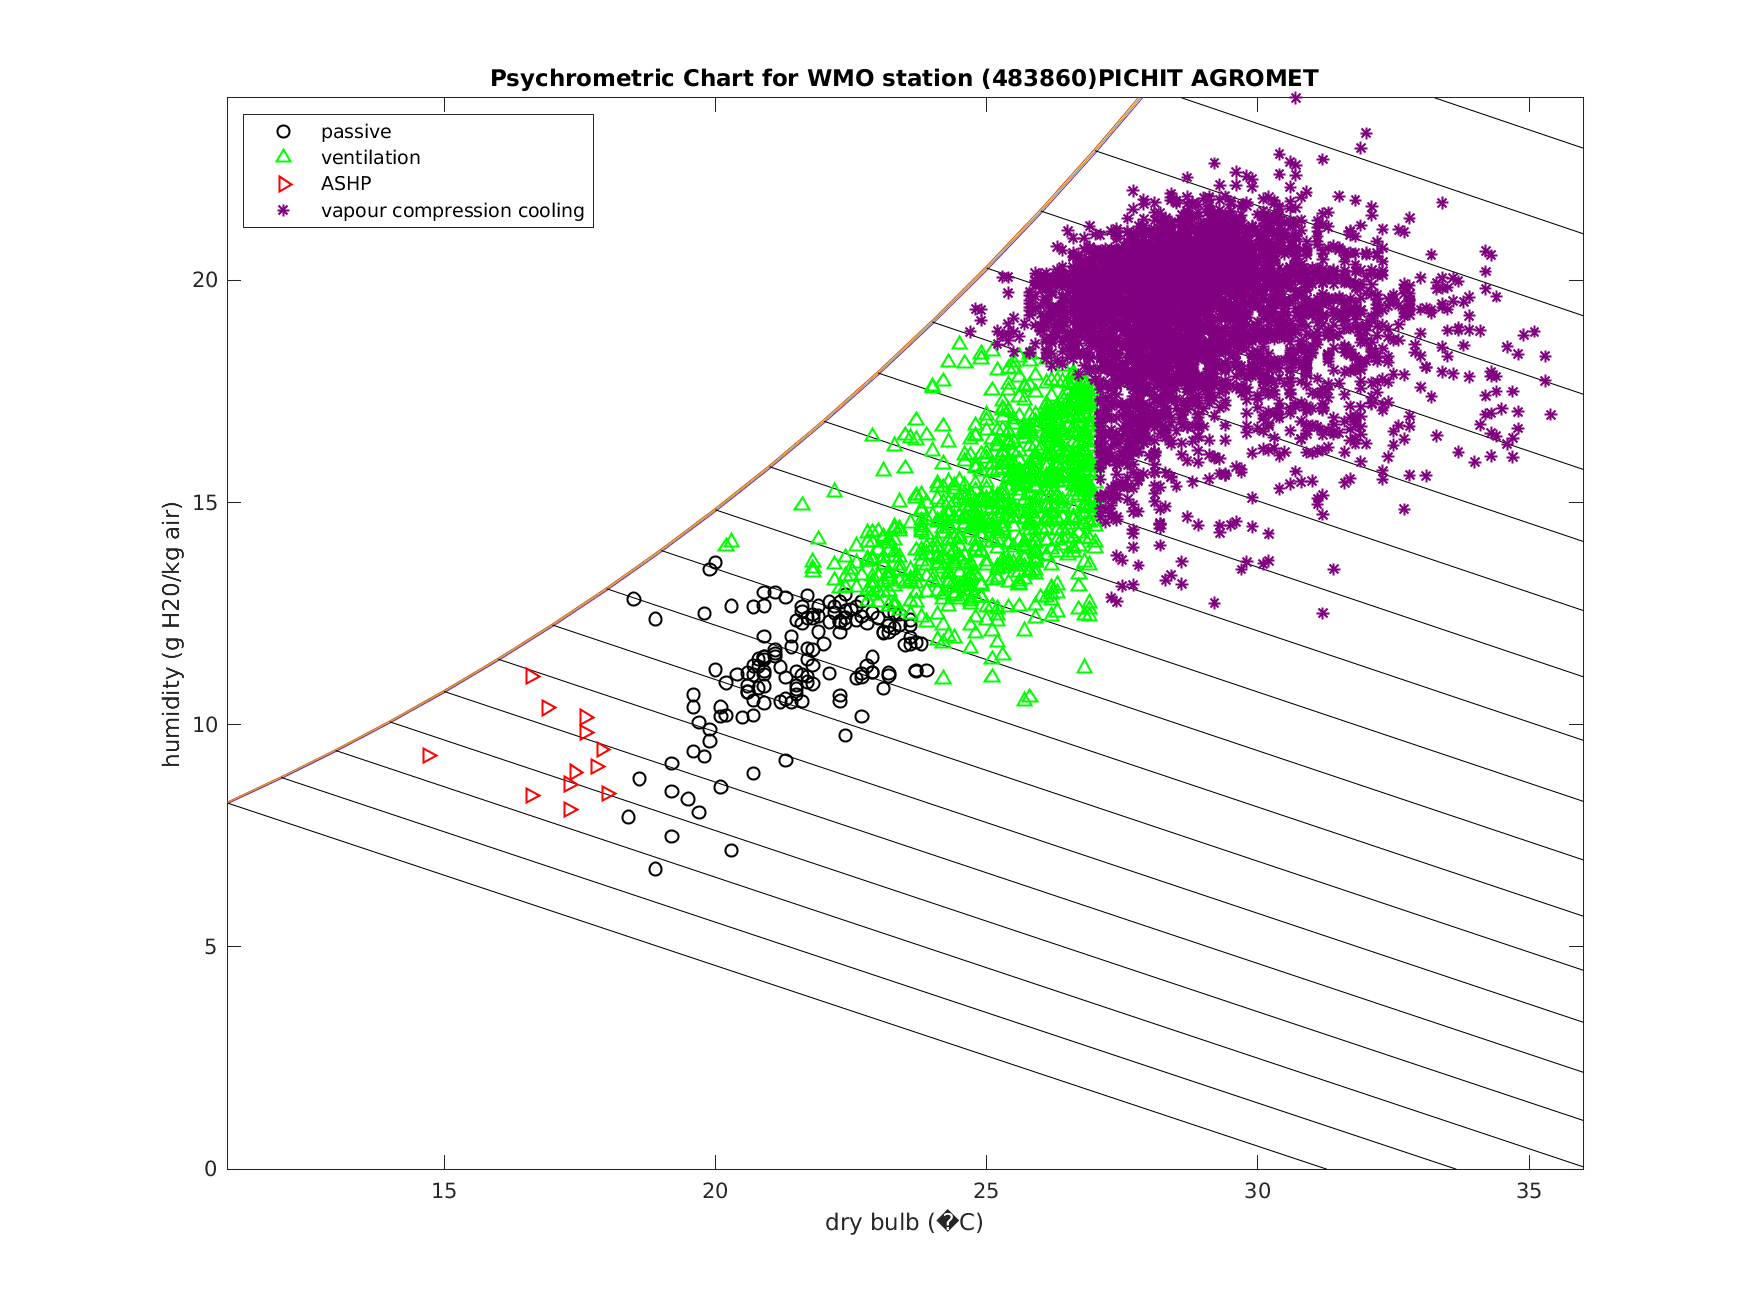 Psychrometric Chart for WMO station (483860)PICHIT AGROMET
passive
ventilation
ASHP
vapour compression cooling
humidity (g H20/kg air)
20
15
10
5
0
15
20
25
30
35
dry bulb (�C)